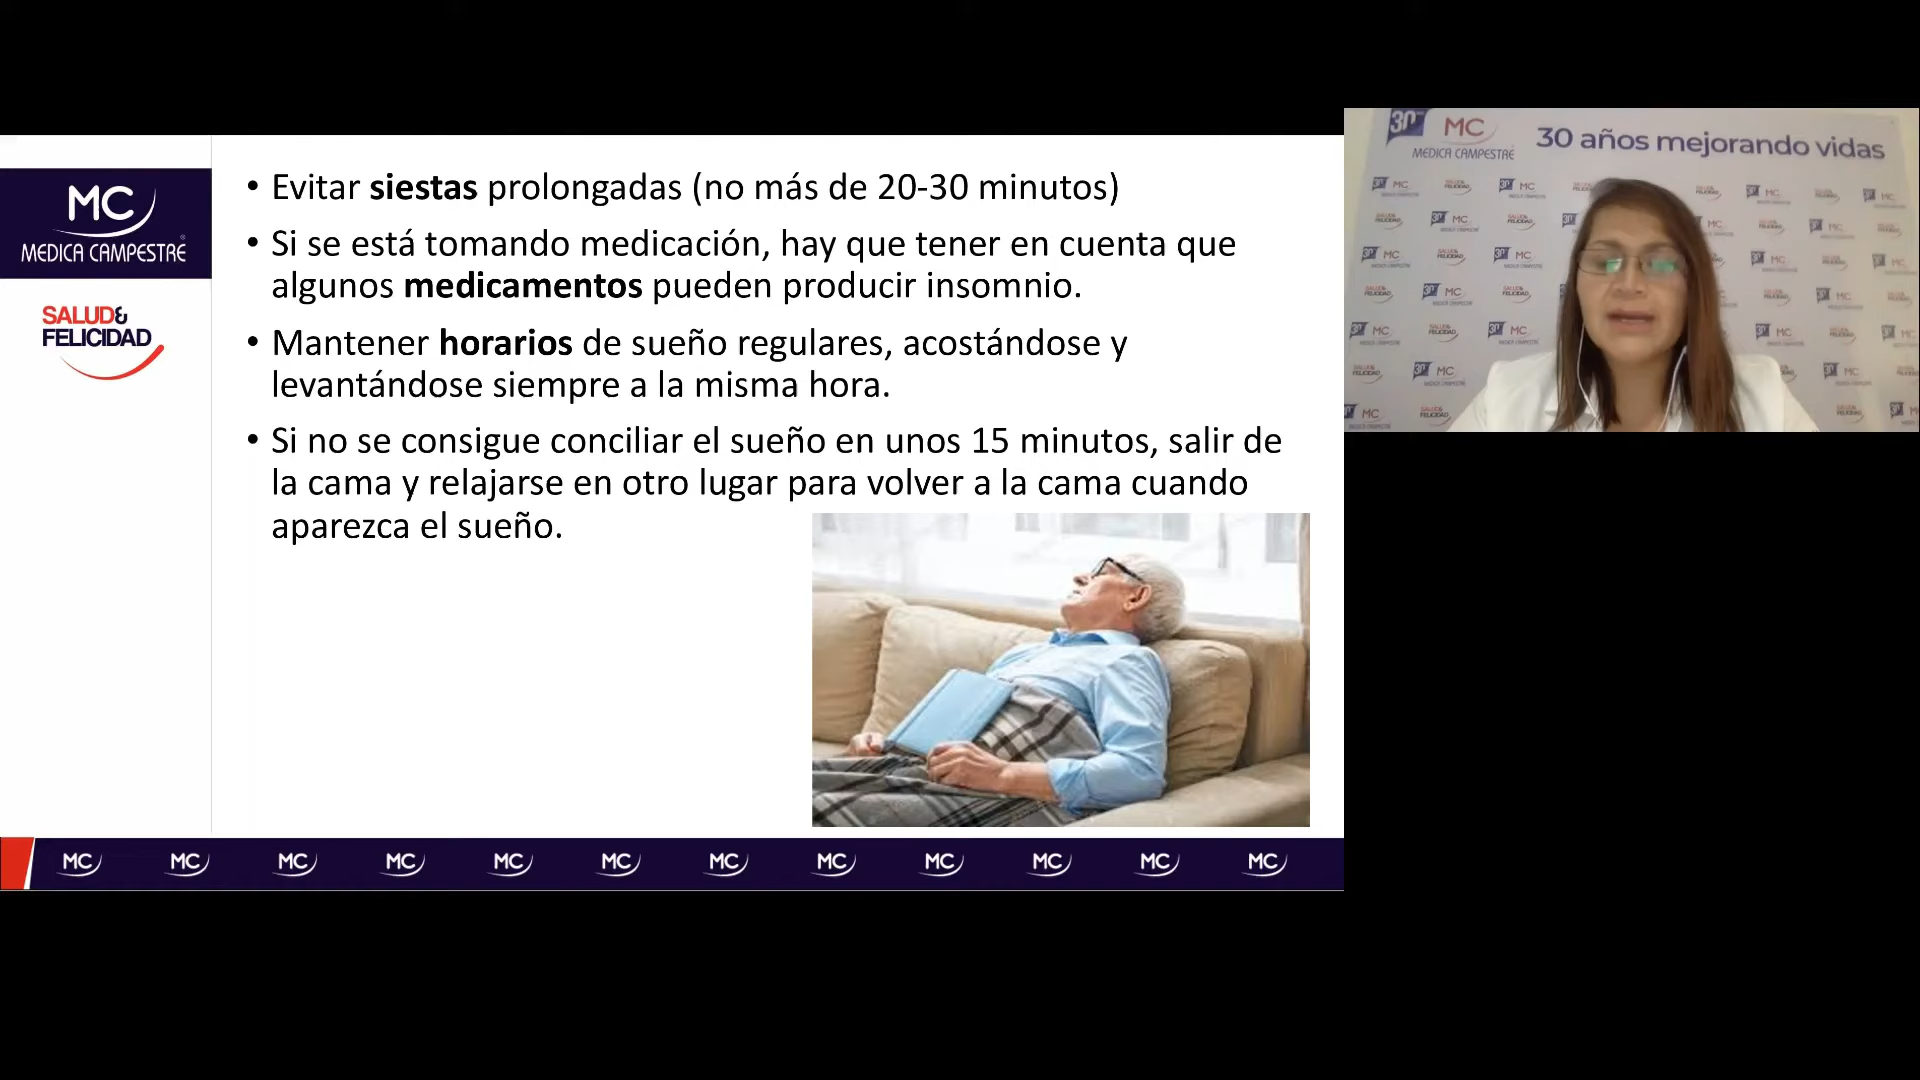 MC
MEDICA CAMPESTRE®
SALUD&
FELICIDAD
• Evitar siestas prolongadas (no más de 20-30 minutos)
• Si se está tomando medicación, hay que tener en cuenta que
algunos medicamentos pueden producir insomnio.
• Mantener horarios de sueño regulares, acostándose y
levantándose siempre a la misma hora.
• Si no se consigue conciliar el sueño en unos 15 minutos, salir de
la cama y relajarse en otro lugar para volver a la cama cuando
aparezca el sueño.
MC MC MC MC MC MC MC MC MC MC MC MC
30
MC
MEDICA CAMPESTRE
30 años mejorando vidas